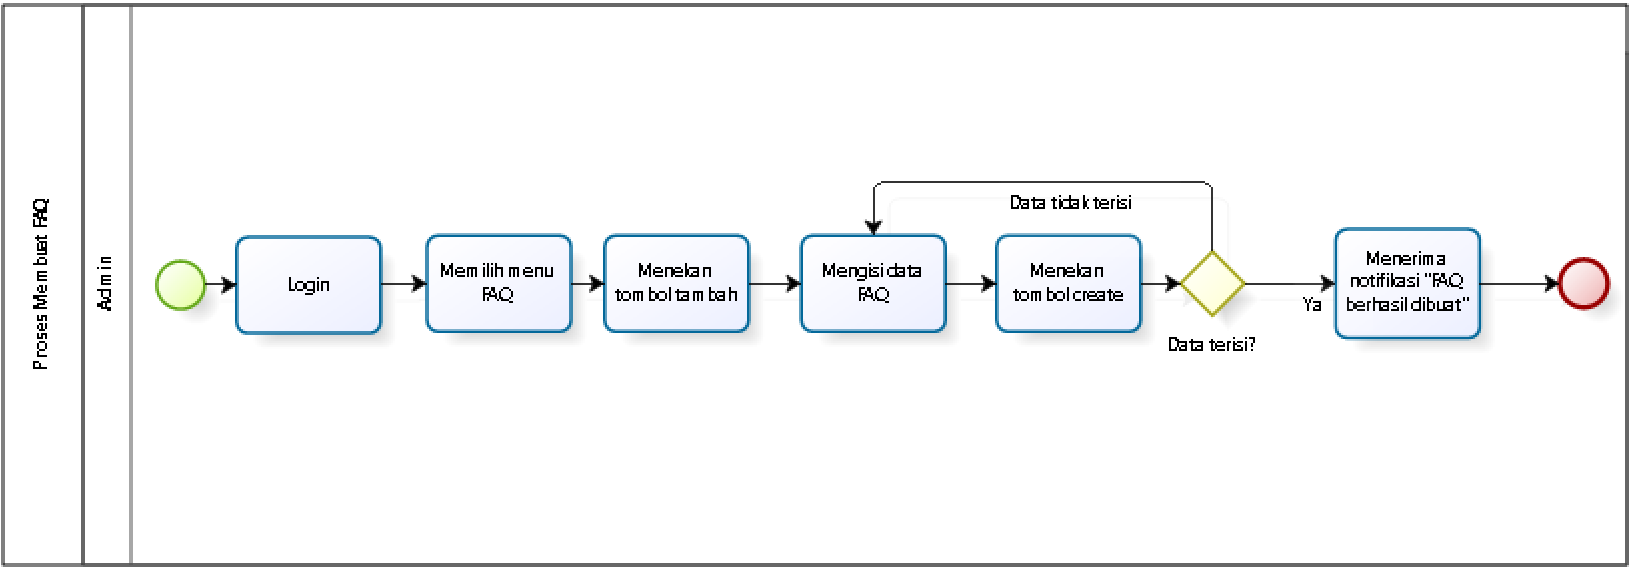 Proses Membuat FAQ
Admin
Login
Memilih menu
FAQ
Menekan
tombol tambah
Mengisi data
FAQ
Menekan
tombol create
Data tidak terisi
Data terisi?
Ya
Menerima
notifikasi "FAQ
berhasil dibuat"